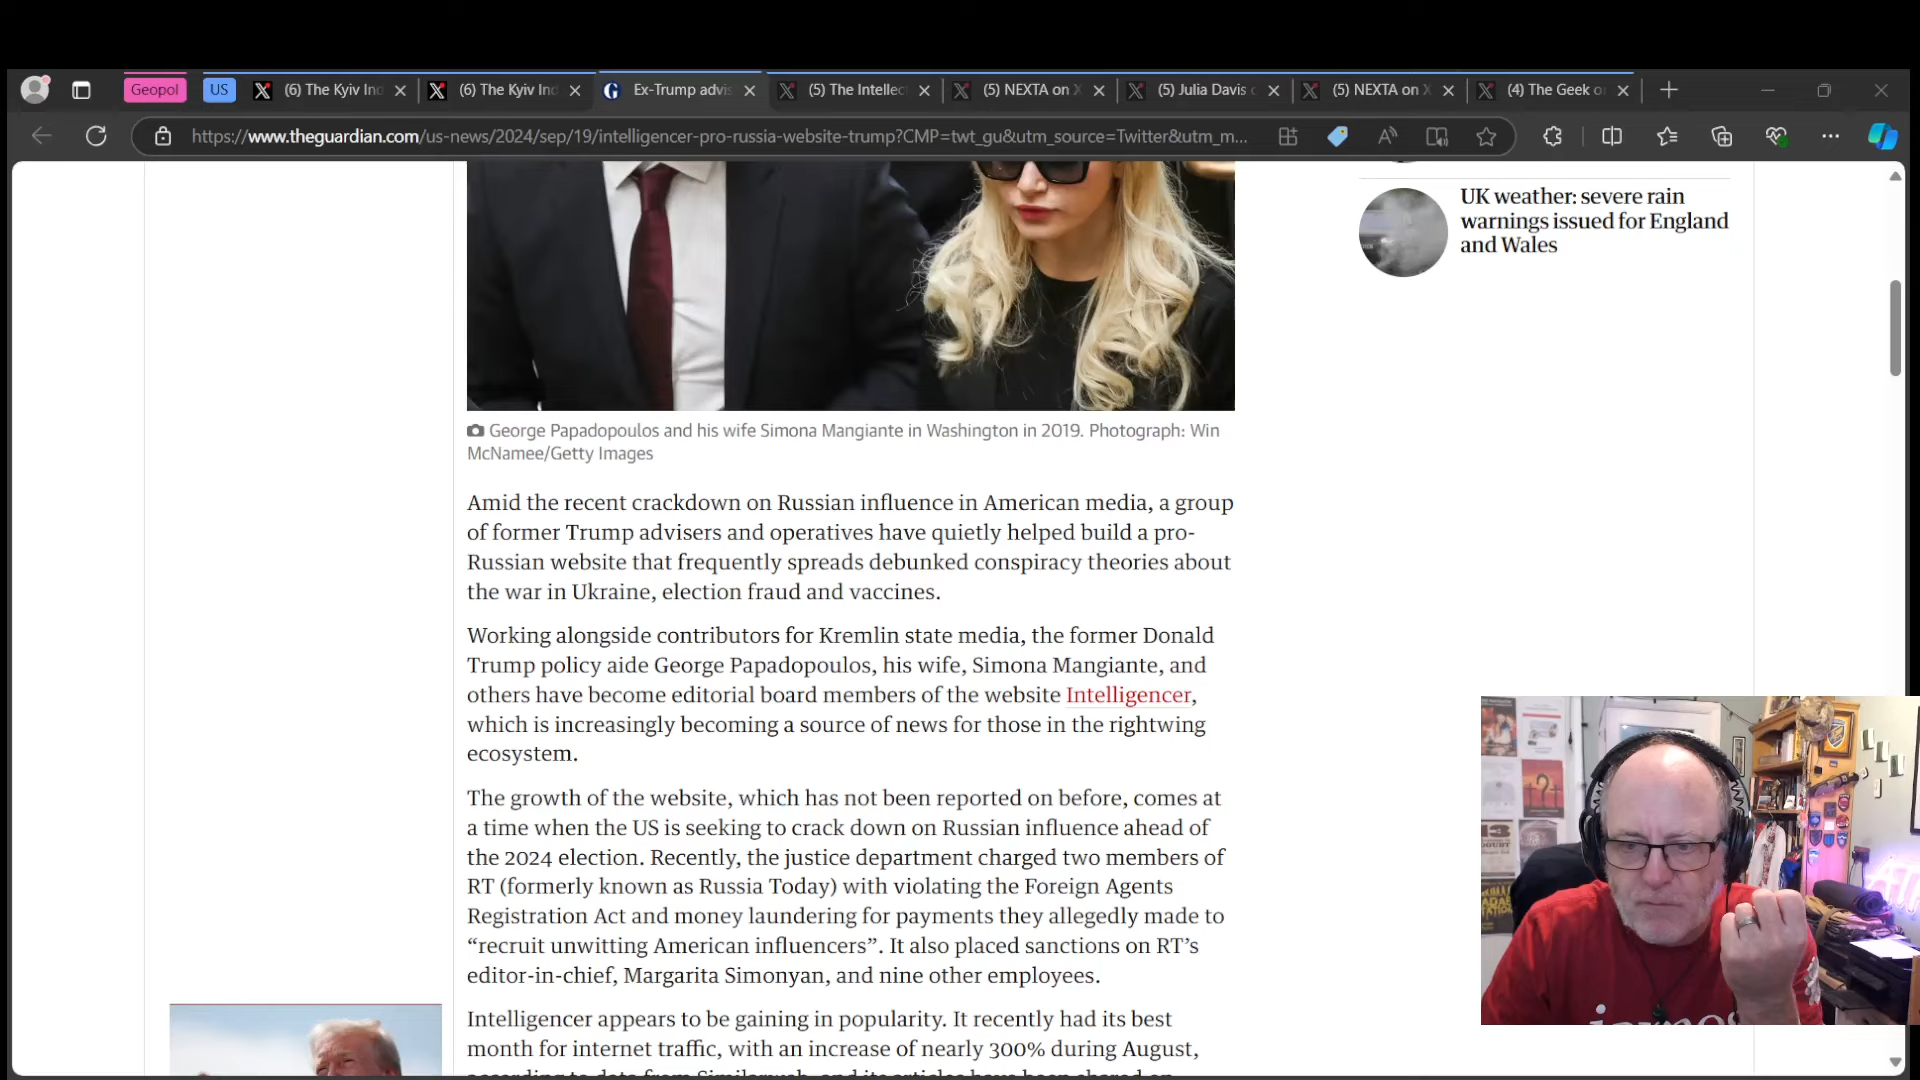 Geopol
US
(6) The Kyiv Ind
(6) The Kyiv Ind
Ex-Trump advis
(5) The Intellec
(5) NEXTA on X
(5) Julia Davis
(5) NEXTA on X
(4) The Geek o
https://www.theguardian.com/us-news/2024/sep/19/intelligencer-pro-russia-website-trump?CMP=twt_gu&utm_source=Twitter&utm_m...
UK weather: severe rain
warnings issued for England
and Wales
George Papadopoulos and his wife Simona Mangiante in Washington in 2019. Photograph: Win
McNamee/Getty Images
Amid the recent crackdown on Russian influence in American media, a group
of former Trump advisers and operatives have quietly helped build a pro-
Russian website that frequently spreads debunked conspiracy theories about
the war in Ukraine, election fraud and vaccines.
Working alongside contributors for Kremlin state media, the former Donald
Trump policy aide George Papadopoulos, his wife, Simona Mangiante, and
others have become editorial board members of the website Intelligencer,
which is increasingly becoming a source of news for those in the rightwing
ecosystem.
The growth of the website, which has not been reported on before, comes at
a time when the US is seeking to crack down on Russian influence ahead of
the 2024 election. Recently, the justice department charged two members of
RT (formerly known as Russia Today) with violating the Foreign Agents
Registration Act and money laundering for payments they allegedly made to
“recruit unwitting American influencers”. It also placed sanctions on RT’s
editor-in-chief, Margarita Simonyan, and nine other employees.
Intelligencer appears to be gaining in popularity. It recently had its best
month for internet traffic, with an increase of nearly 300% during August,